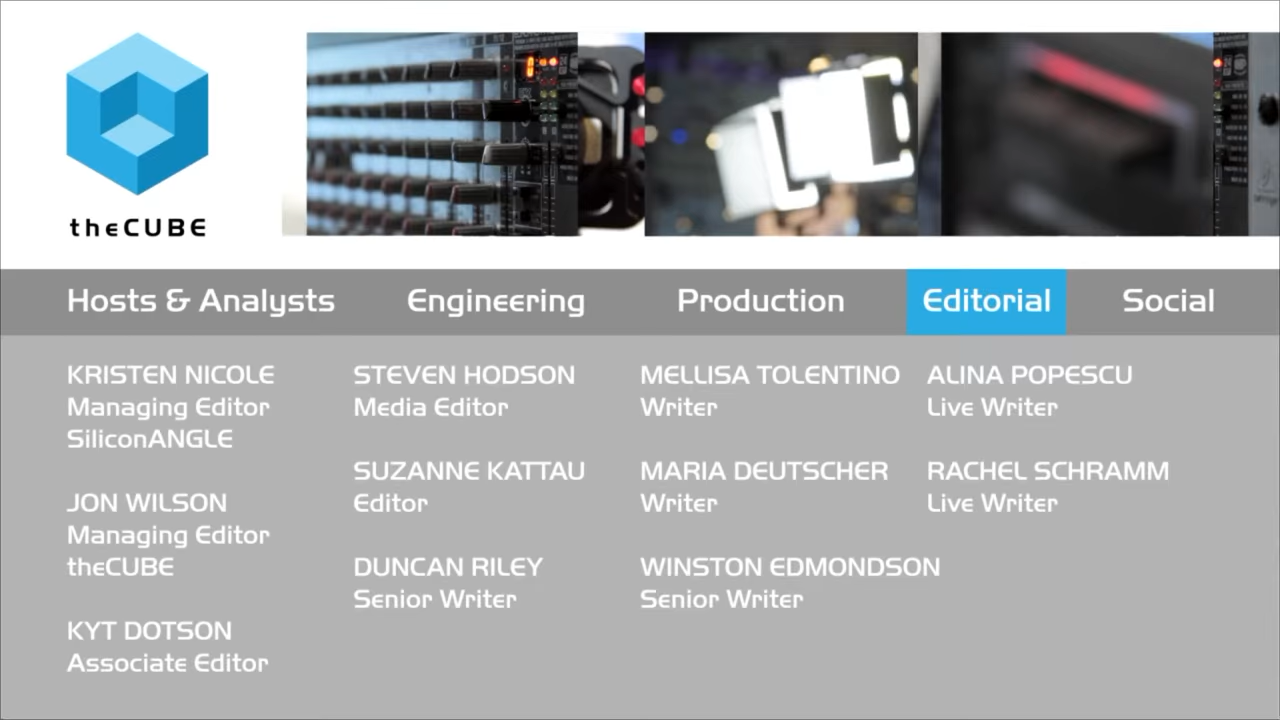 theCUBE
Hosts & Analysts
Engineering
Production
Editorial
Social
KRISTEN NICOLE
Managing Editor
SiliconANGLE
JON WILSON
Managing Editor
theCUBE
KYT DOTSON
Associate Editor
STEVEN HODSON
Media Editor
SUZANNE KATTAU
Editor
DUNCAN RILEY
Senior Writer
MELLISA TOLENTINO
Writer
MARIA DEUTSCHER
Writer
WINSTON EDMONDSON
Senior Writer
ALINA POPESCU
Live Writer
RACHEL SCHRAMM
Live Writer